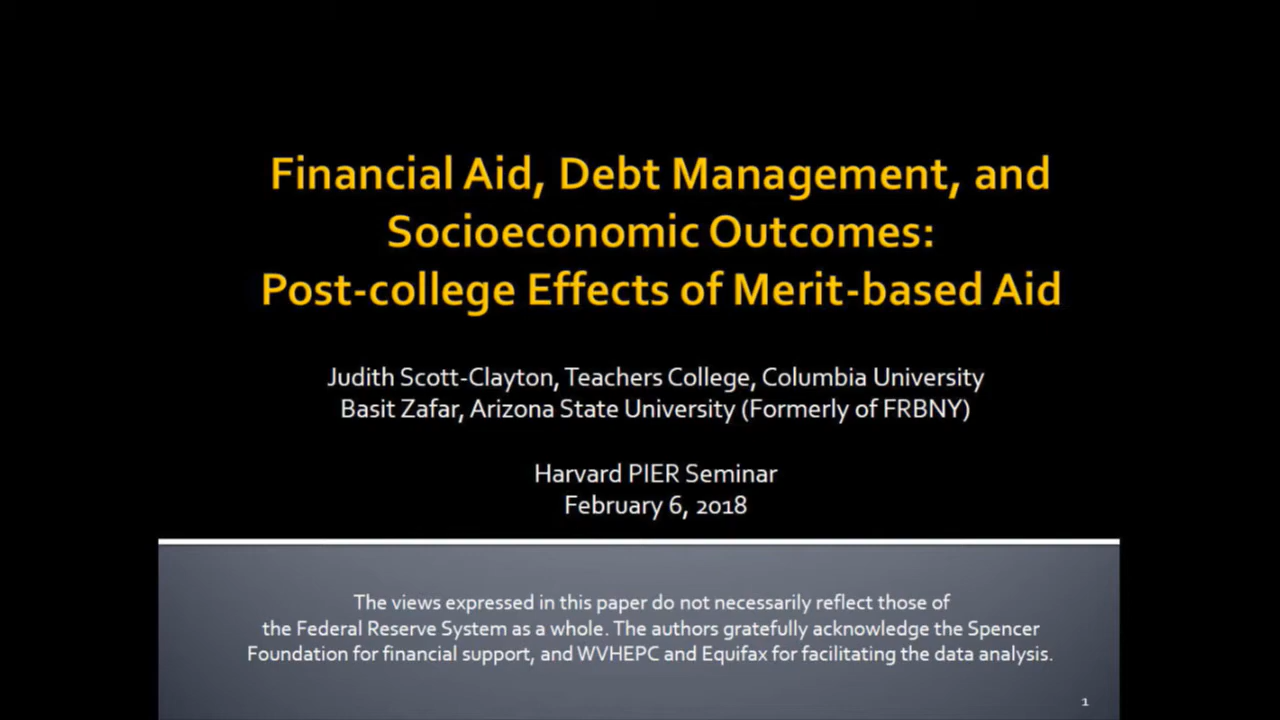 Financial Aid, Debt Management, and
Socioeconomic Outcomes:
Post-college Effects of Merit-based Aid
Judith Scott-Clayton, Teachers College, Columbia University
Basit Zafar, Arizona State University (Formerly of FRBNY)
Harvard PIER Seminar
February 6, 2018
The views expressed in this paper do not necessarily reflect those of
the Federal Reserve System as a whole. The authors gratefully acknowledge the Spencer
Foundation for financial support, and WVHEPC and Equifax for facilitating the data analysis.
1